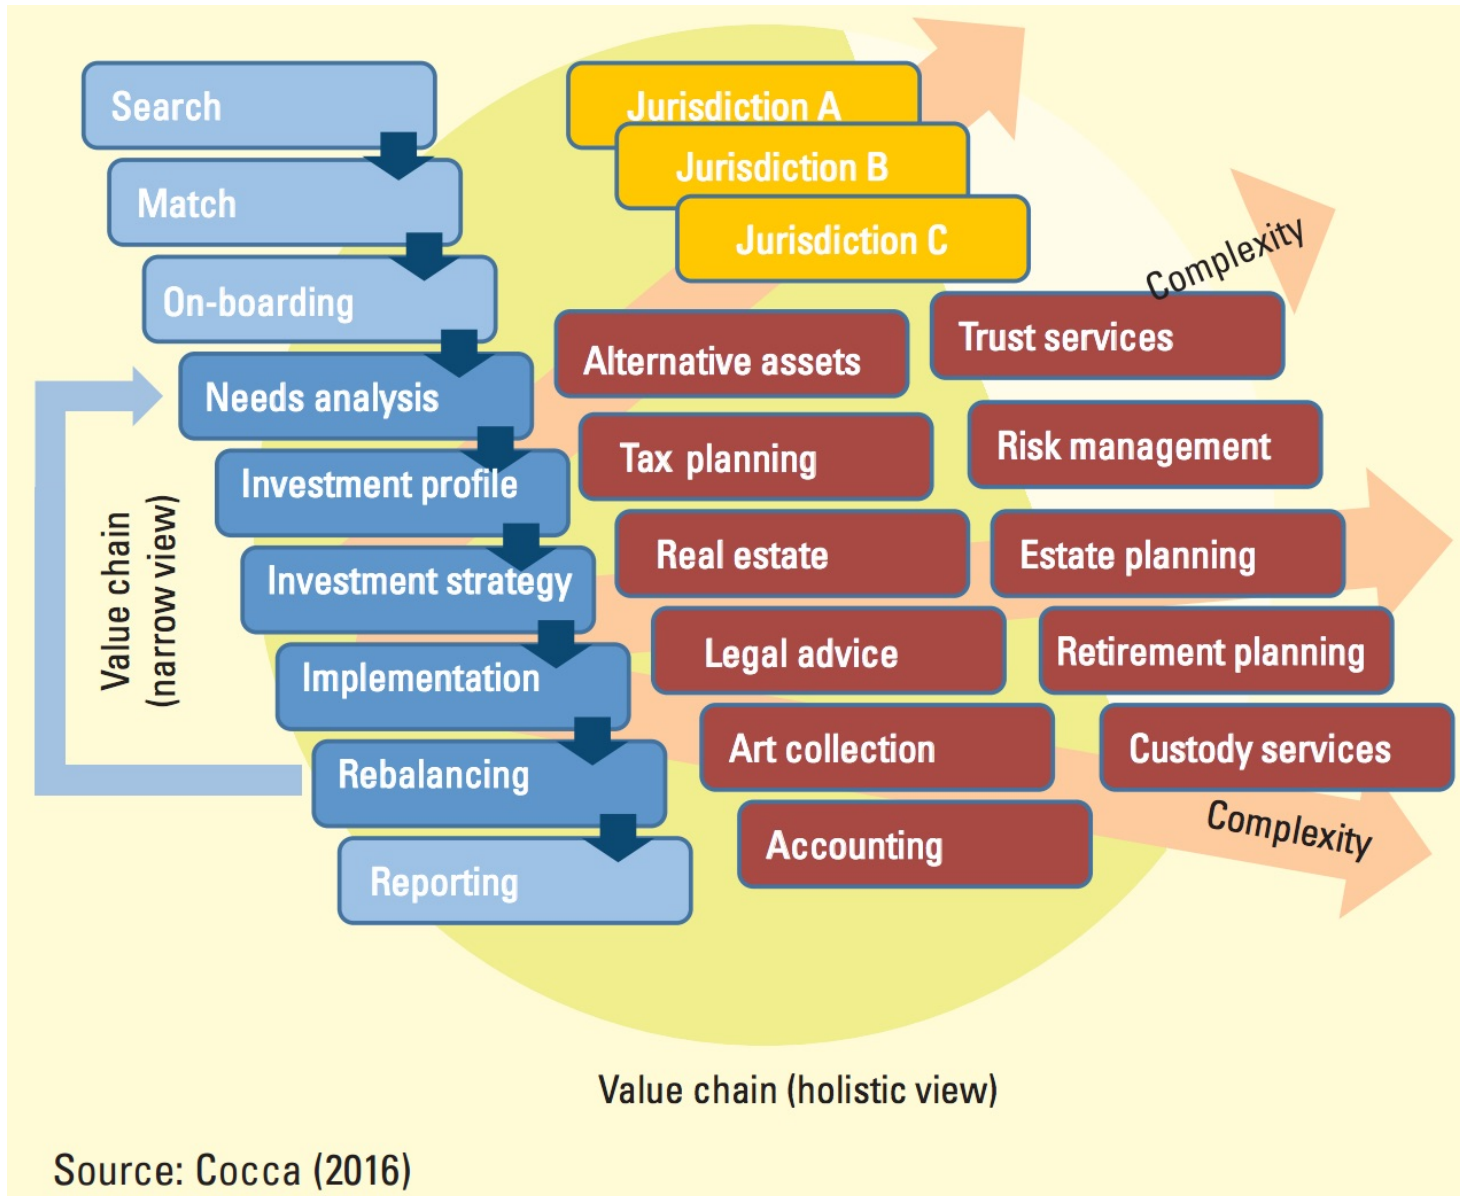 Search
Match
On-boarding
Needs analysis
Investment profile
Investment strategy
Implementation
Rebalancing
Reporting
Value chain
(narrow view)
Jurisdiction A
Jurisdiction B
Jurisdiction C
Alternative assets
Tax planning
Real estate
Legal advice
Art collection
Accounting
Trust services
Risk management
Estate planning
Retirement planning
Custody services
Complexity
Complexity
Value chain (holistic view)
Source: Cocca (2016)